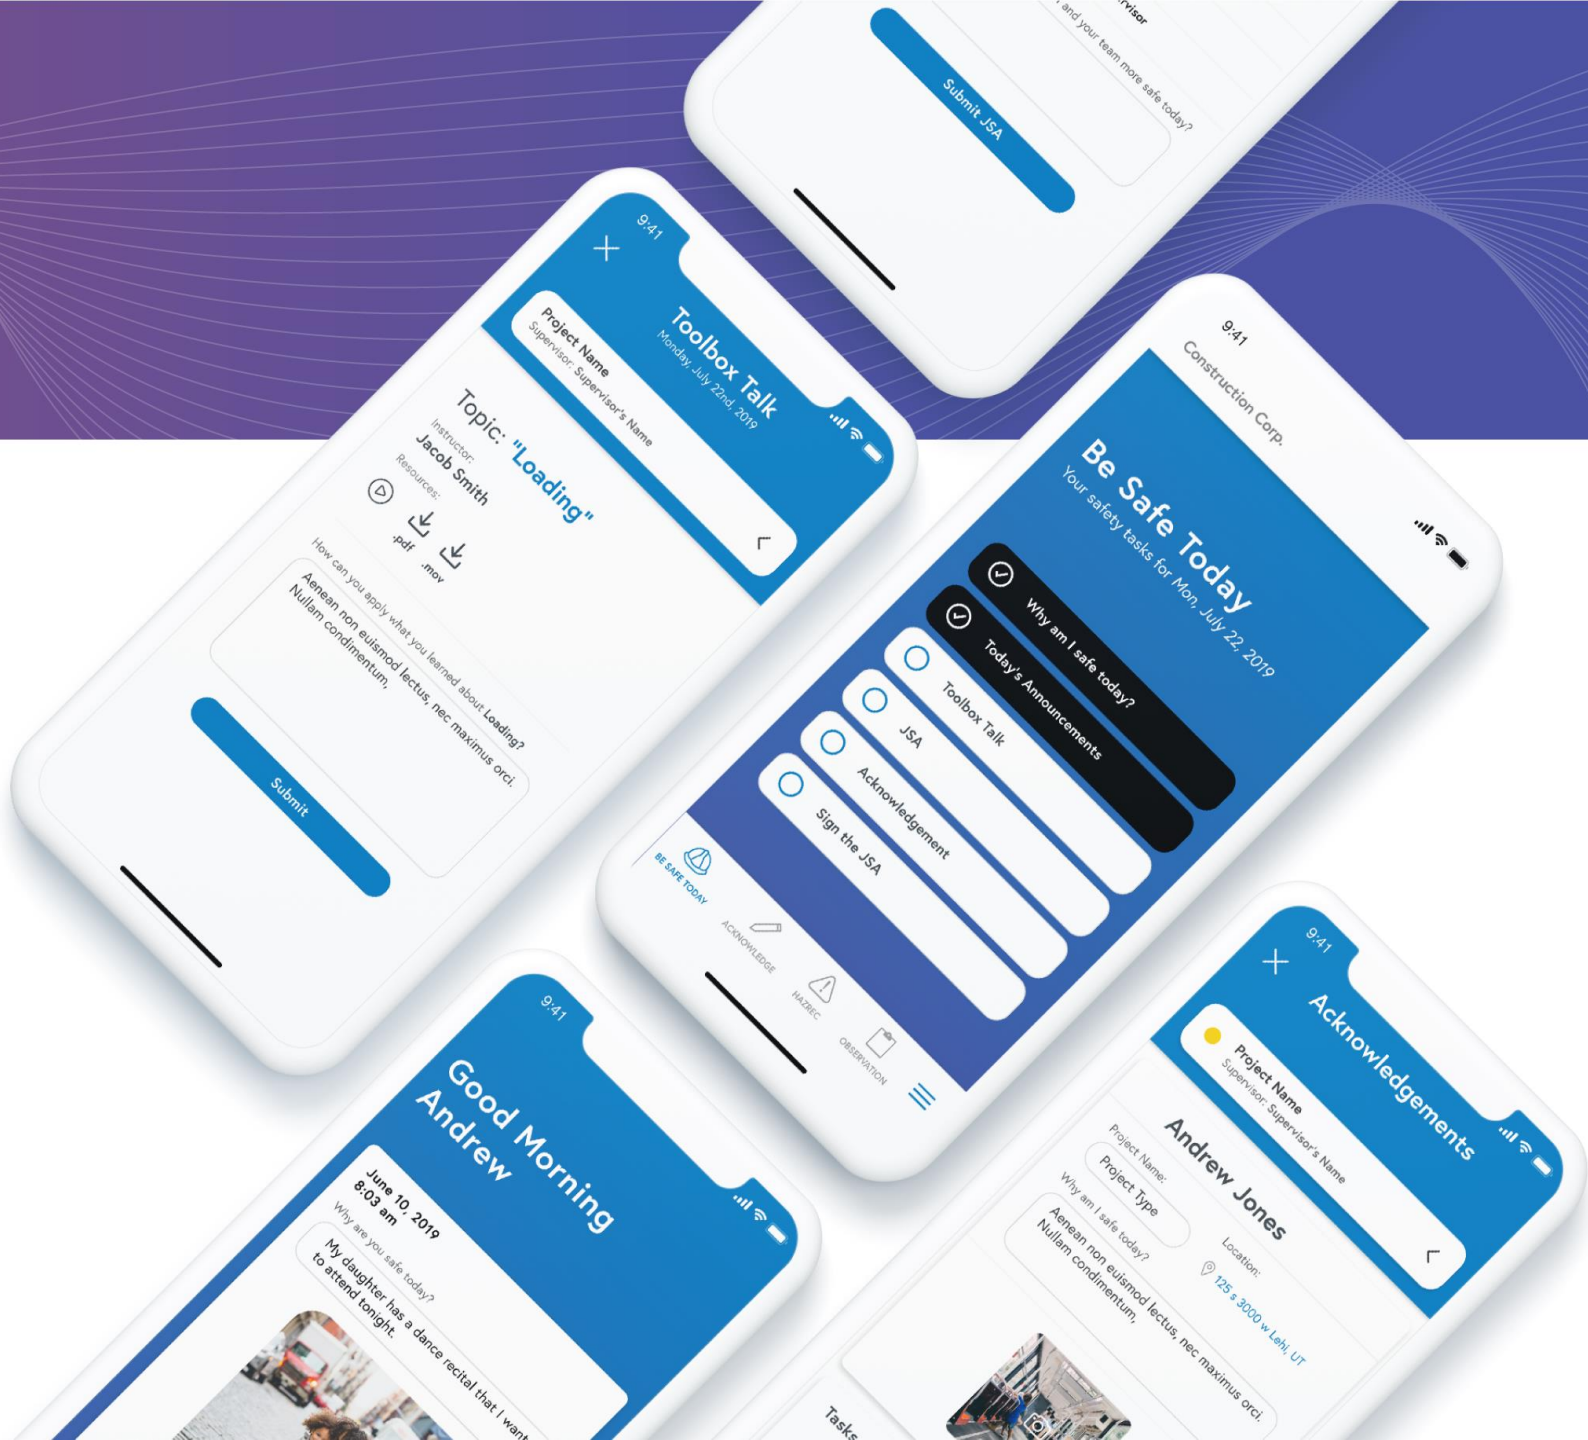 rvisor
and your team more safe today?
Submit JSA
9:41
Toolbox Talk
Monday, July 22nd, 2019
Project Name
Supervisor: Supervisor's Name
Topic: "Loading"
Instructor:
Jacob Smith
Resources:
.pdf .mov
How can you apply what you learned about Loading?
Aenean non euismod lectus, nec maximus orci.
Nullam condimentum,
Submit
9:41
Construction Corp.
Be Safe Today
Your safety tasks for Mon, July 22, 2019
Why am I safe today?
Today's Announcements
Toolbox Talk
JSA
Acknowledgement
Sign the JSA
BE SAFE TODAY
ACKNOWLEDGE
HAZREC
OBSERVATION
9:41
Good Morning
Andrew
June 10, 2019
8:03 am
Why are you safe today?
My daughter has a dance recital that I want
to attend tonight.
9:41
Acknowledgements
Project Name
Supervisor: Supervisor's Name
Andrew Jones
Project Name:
Project Type
Location:
125 s 3000 w Lehi, UT
Why am I safe today?
Aenean non euismod lectus, nec maximus orci.
Nullam condimentum,
Tasks